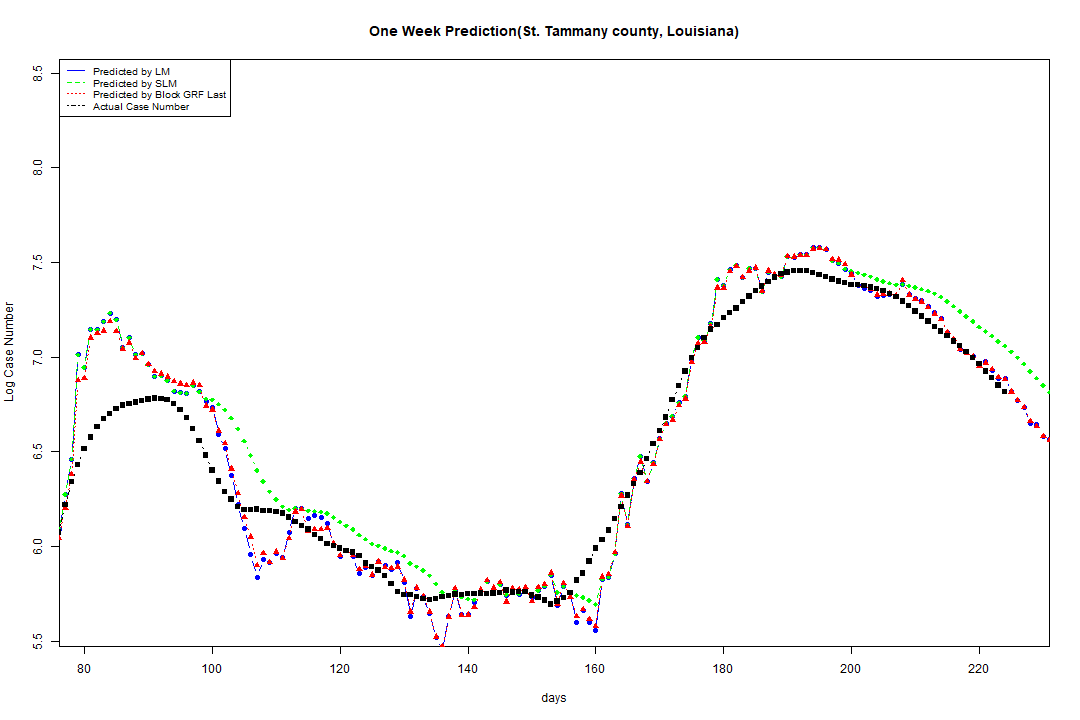 One Week Prediction(St. Tammany county, Louisiana)
Predicted by LM
Predicted by SLM
Predicted by Block GRF Last
Actual Case Number
8.5
8.0
7.5
7.0
6.5
6.0
5.5
Log Case Number
80 100 120 140 160 180 200 220
days